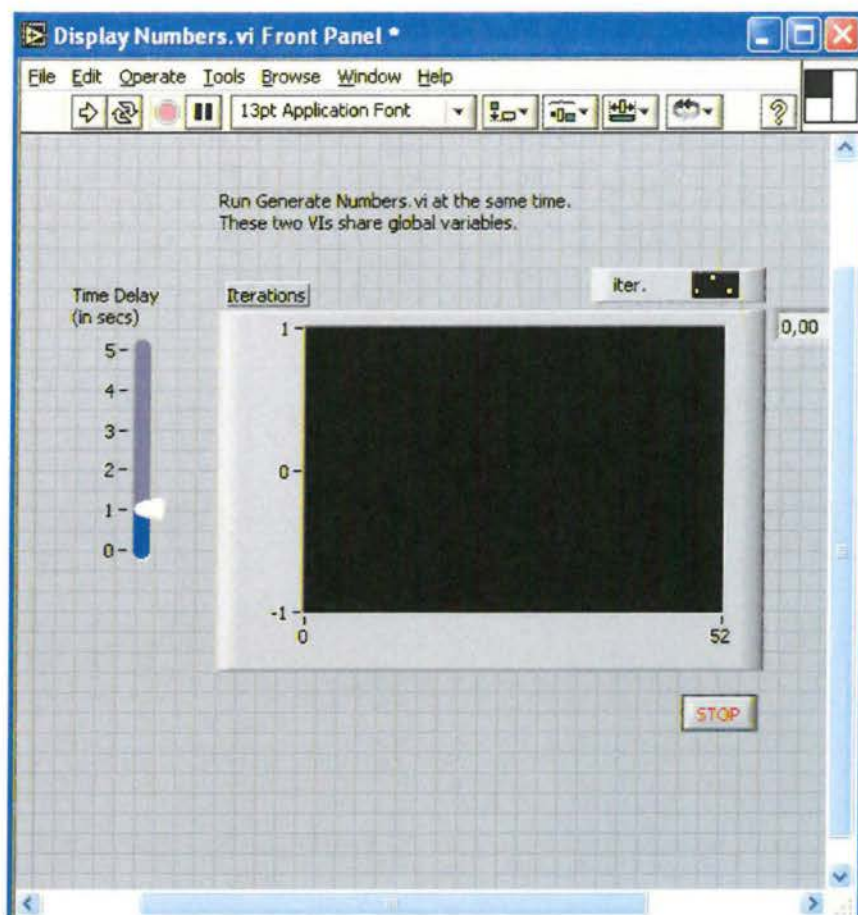 Display Numbers.vi Front Panel *
File Edit Operate Tools Browse Window Help
13pt Application Font
?
Run Generate Numbers.vi at the same time.
These two VIs share global variables.
Time Delay
(in secs)
5
4
3
2
1
0
Iterations
iter.
0,00
1
0
-1
0
52
STOP